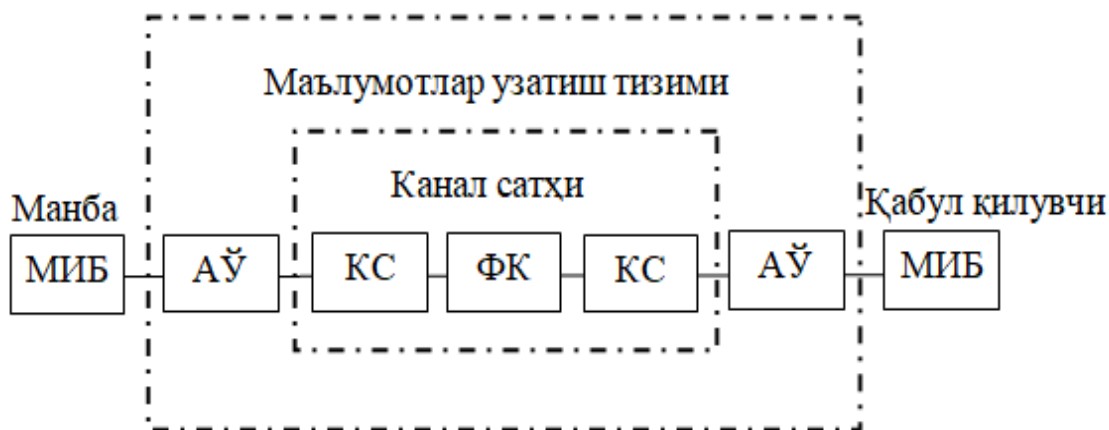 Маълумотлар узатиш тизими
Канал сатҳи
Манба
Қабул қилувчи
МИБ
АЎ
КС
ФК
КС
АЎ
МИБ